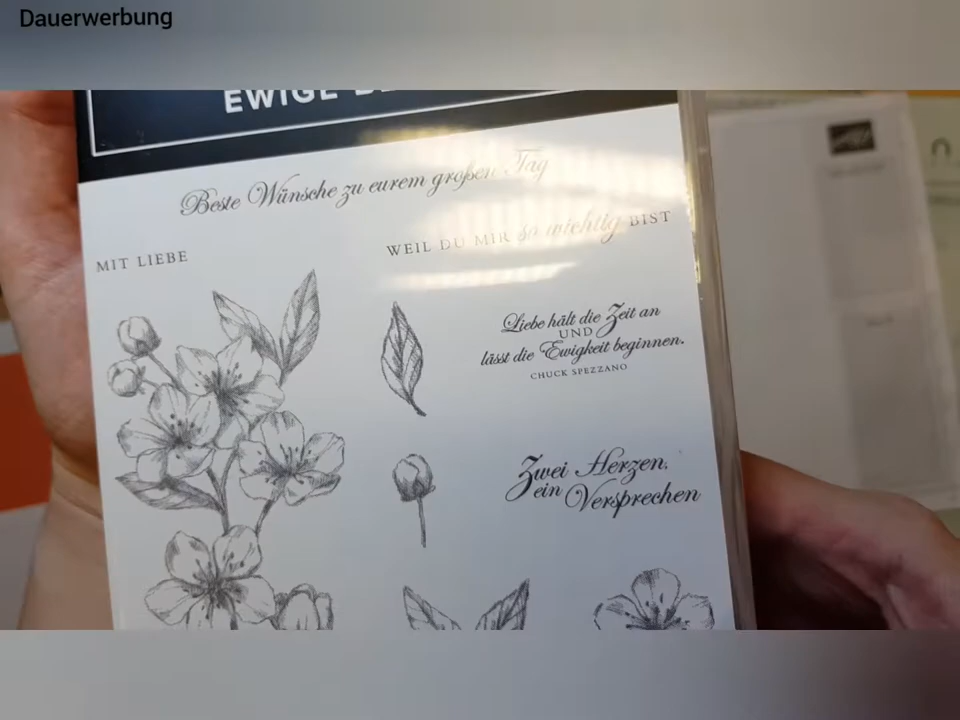 Dauerwerbung
EWIGE
Beste Wünsche zu eurem großen Tag
MIT LIEBE
WEIL DU MIR so wichtig BIST
Liebe hält die Zeit an
UND
lässt die Ewigkeit beginnen.
CHUCK SPEZZANO
Zwei Herzen,
ein Versprechen